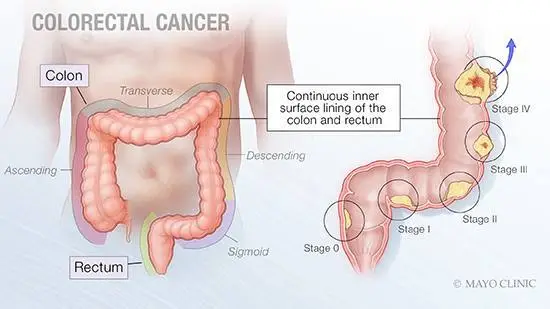 COLORECTAL CANCER
Colon
Transverse
Continuous inner
surface lining of the
colon and rectum
Ascending
Descending
Sigmoid
Rectum
Stage IV
Stage III
Stage II
Stage I
Stage 0
© MAYO CLINIC